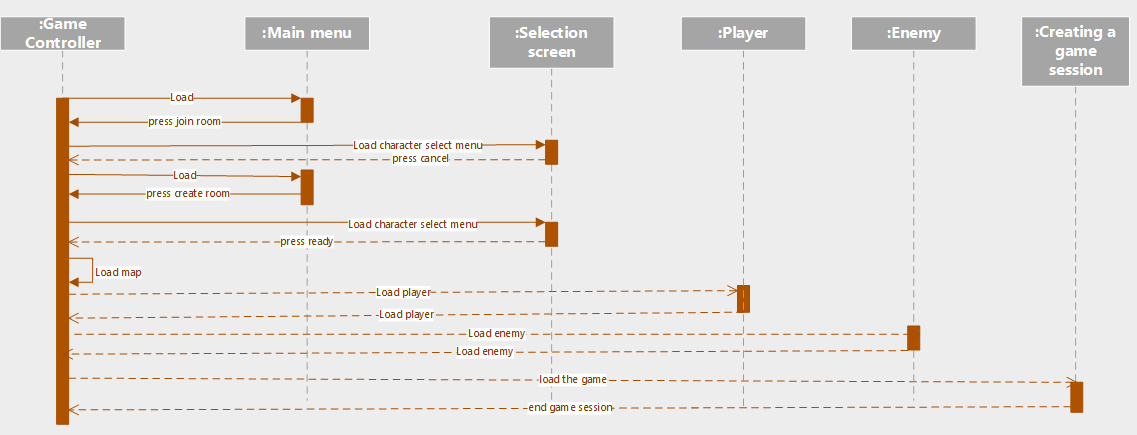 :Game
Controller
:Main menu
:Selection
screen
:Player
:Enemy
:Creating a
game
session
Load
press join room
Load character select menu
press cancel
Load
press create room
Load character select menu
press ready
Load map
Load player
Load player
Load enemy
Load enemy
load the game
end game session